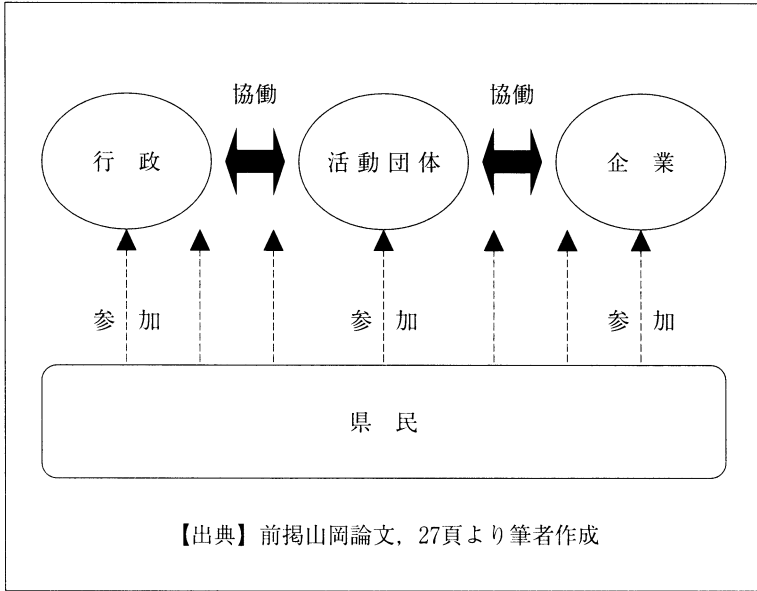 協働 協働
行政 活動団体 企業
参加 参加 参加
県民
【出典】前掲山岡論文，27頁より筆者作成